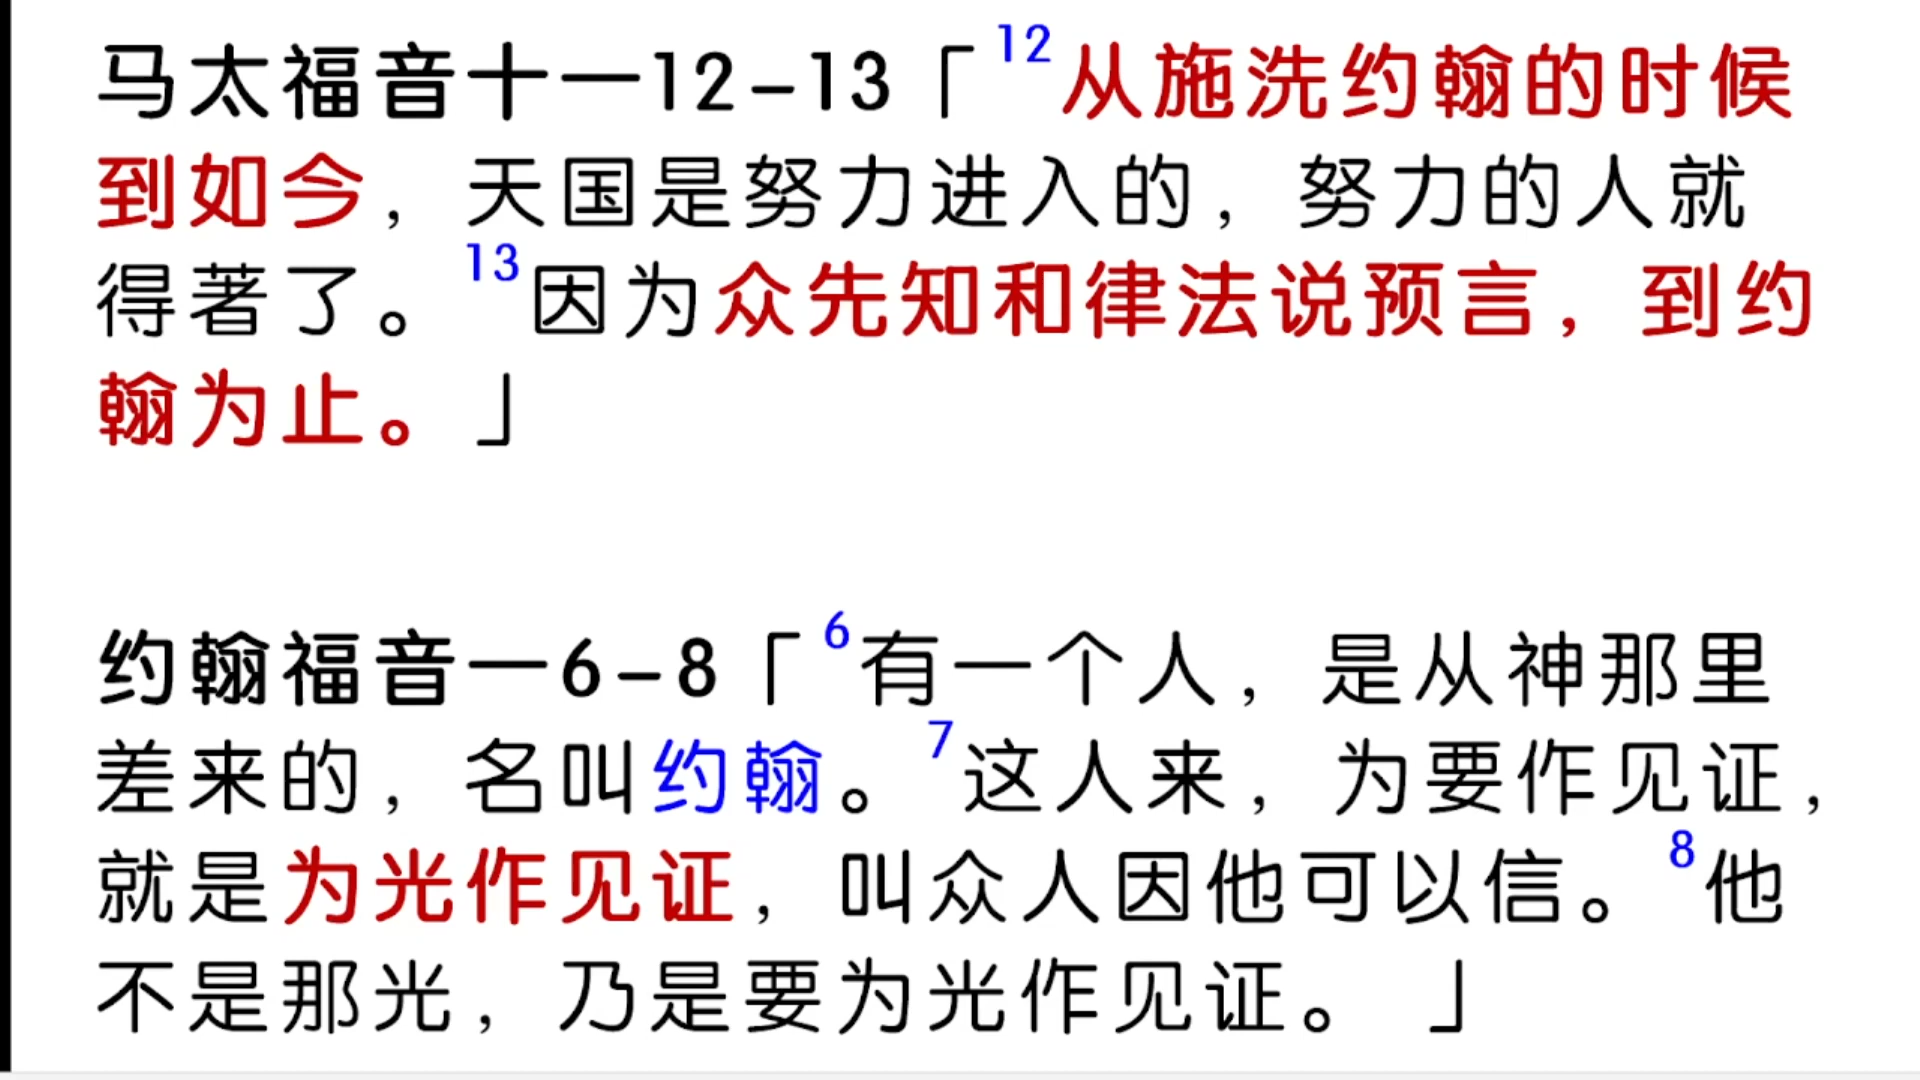 马太福音十一12–13「12从施洗约翰的时候
到如今，天国是努力进入的，努力的人就
得著了。13因为众先知和律法说预言，到约
翰为止。」
约翰福音一6–8「6有一个人，是从神那里
差来的，名叫约翰。7这人来，为要作见证，
就是为光作见证，叫众人因他可以信。8他
不是那光，乃是要为光作见证。」